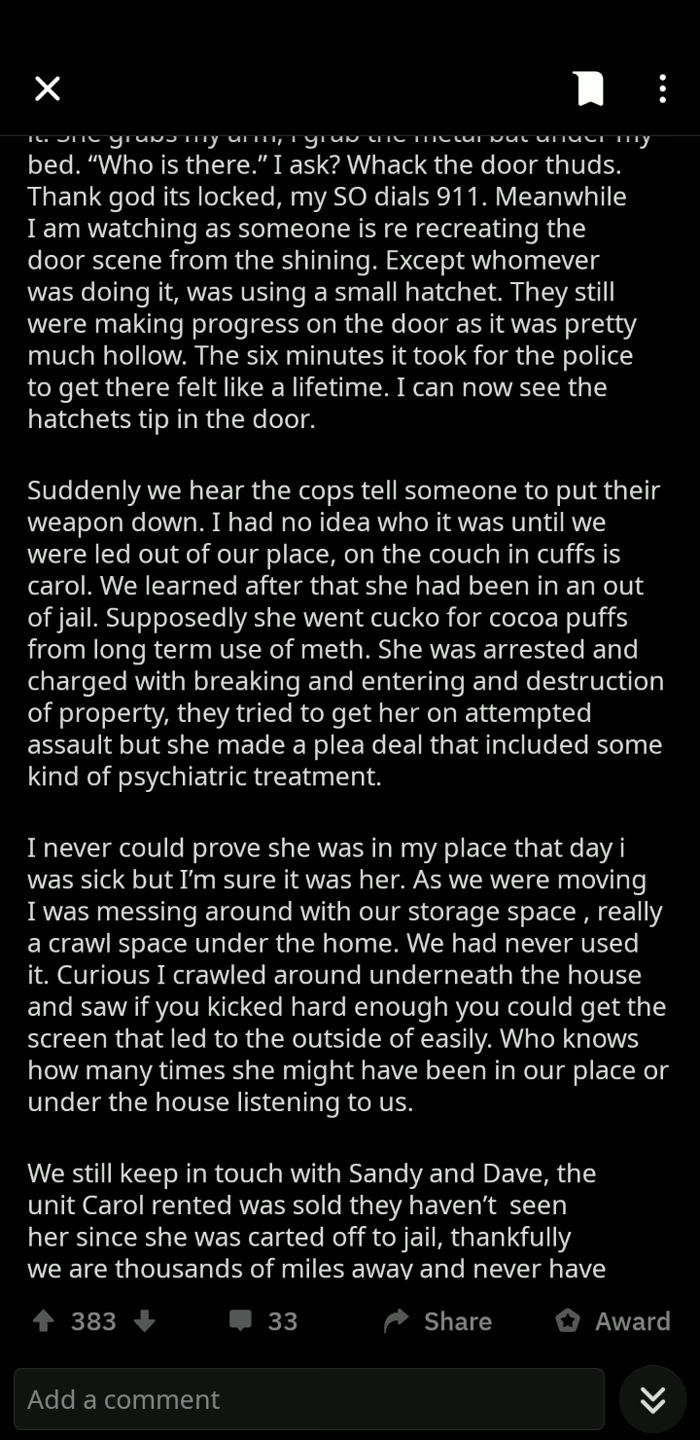 it. She grabs my arm, I grab the metal bat under my
bed. “Who is there.” I ask? Whack the door thuds.
Thank god its locked, my SO dials 911. Meanwhile
I am watching as someone is re recreating the
door scene from the shining. Except whomever
was doing it, was using a small hatchet. They still
were making progress on the door as it was pretty
much hollow. The six minutes it took for the police
to get there felt like a lifetime. I can now see the
hatchets tip in the door.
Suddenly we hear the cops tell someone to put their
weapon down. I had no idea who it was until we
were led out of our place, on the couch in cuffs is
carol. We learned after that she had been in an out
of jail. Supposedly she went cucko for cocoa puffs
from long term use of meth. She was arrested and
charged with breaking and entering and destruction
of property, they tried to get her on attempted
assault but she made a plea deal that included some
kind of psychiatric treatment.
I never could prove she was in my place that day i
was sick but I’m sure it was her. As we were moving
I was messing around with our storage space , really
a crawl space under the home. We had never used
it. Curious I crawled around underneath the house
and saw if you kicked hard enough you could get the
screen that led to the outside of easily. Who knows
how many times she might have been in our place or
under the house listening to us.
We still keep in touch with Sandy and Dave, the
unit Carol rented was sold they haven’t  seen
her since she was carted off to jail, thankfully
we are thousands of miles away and never have
383 33 Share Award
Add a comment